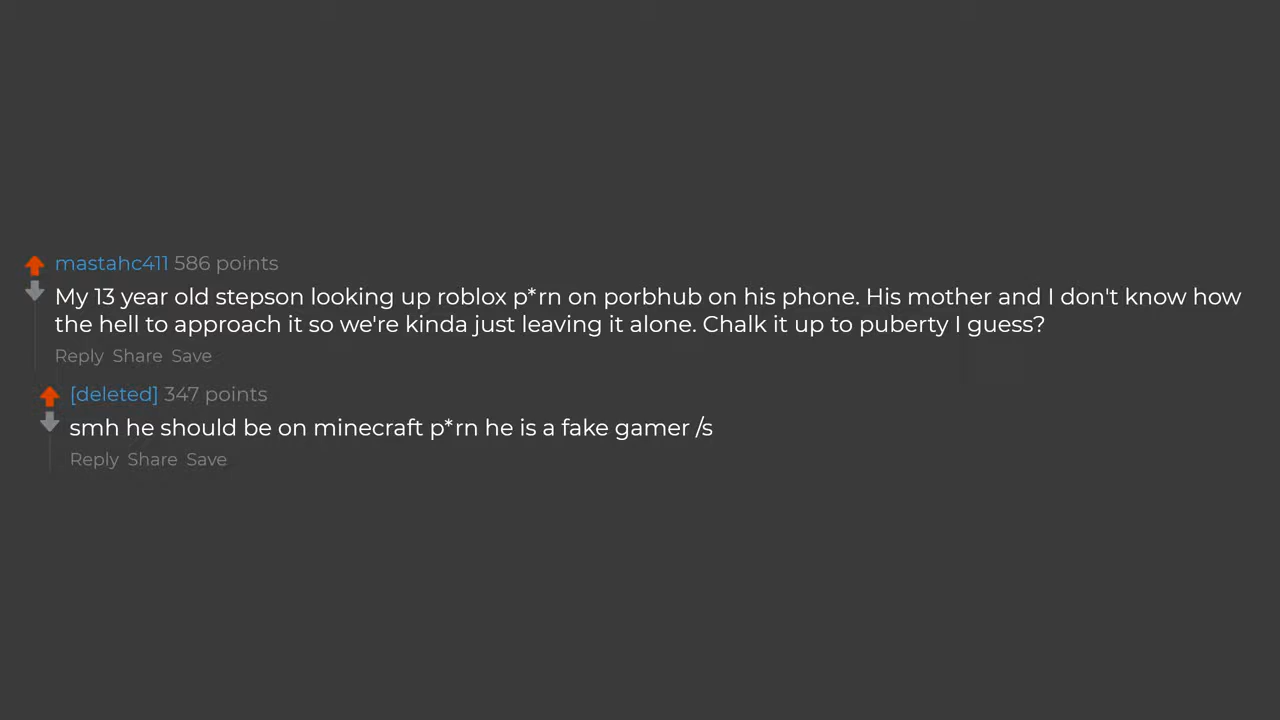 mastahc411 586 points
My 13 year old stepson looking up roblox p*rn on porbhub on his phone. His mother and I don't know how
the hell to approach it so we're kinda just leaving it alone. Chalk it up to puberty I guess?
Reply Share Save
[deleted] 347 points
smh he should be on minecraft p*rn he is a fake gamer /s
Reply Share Save